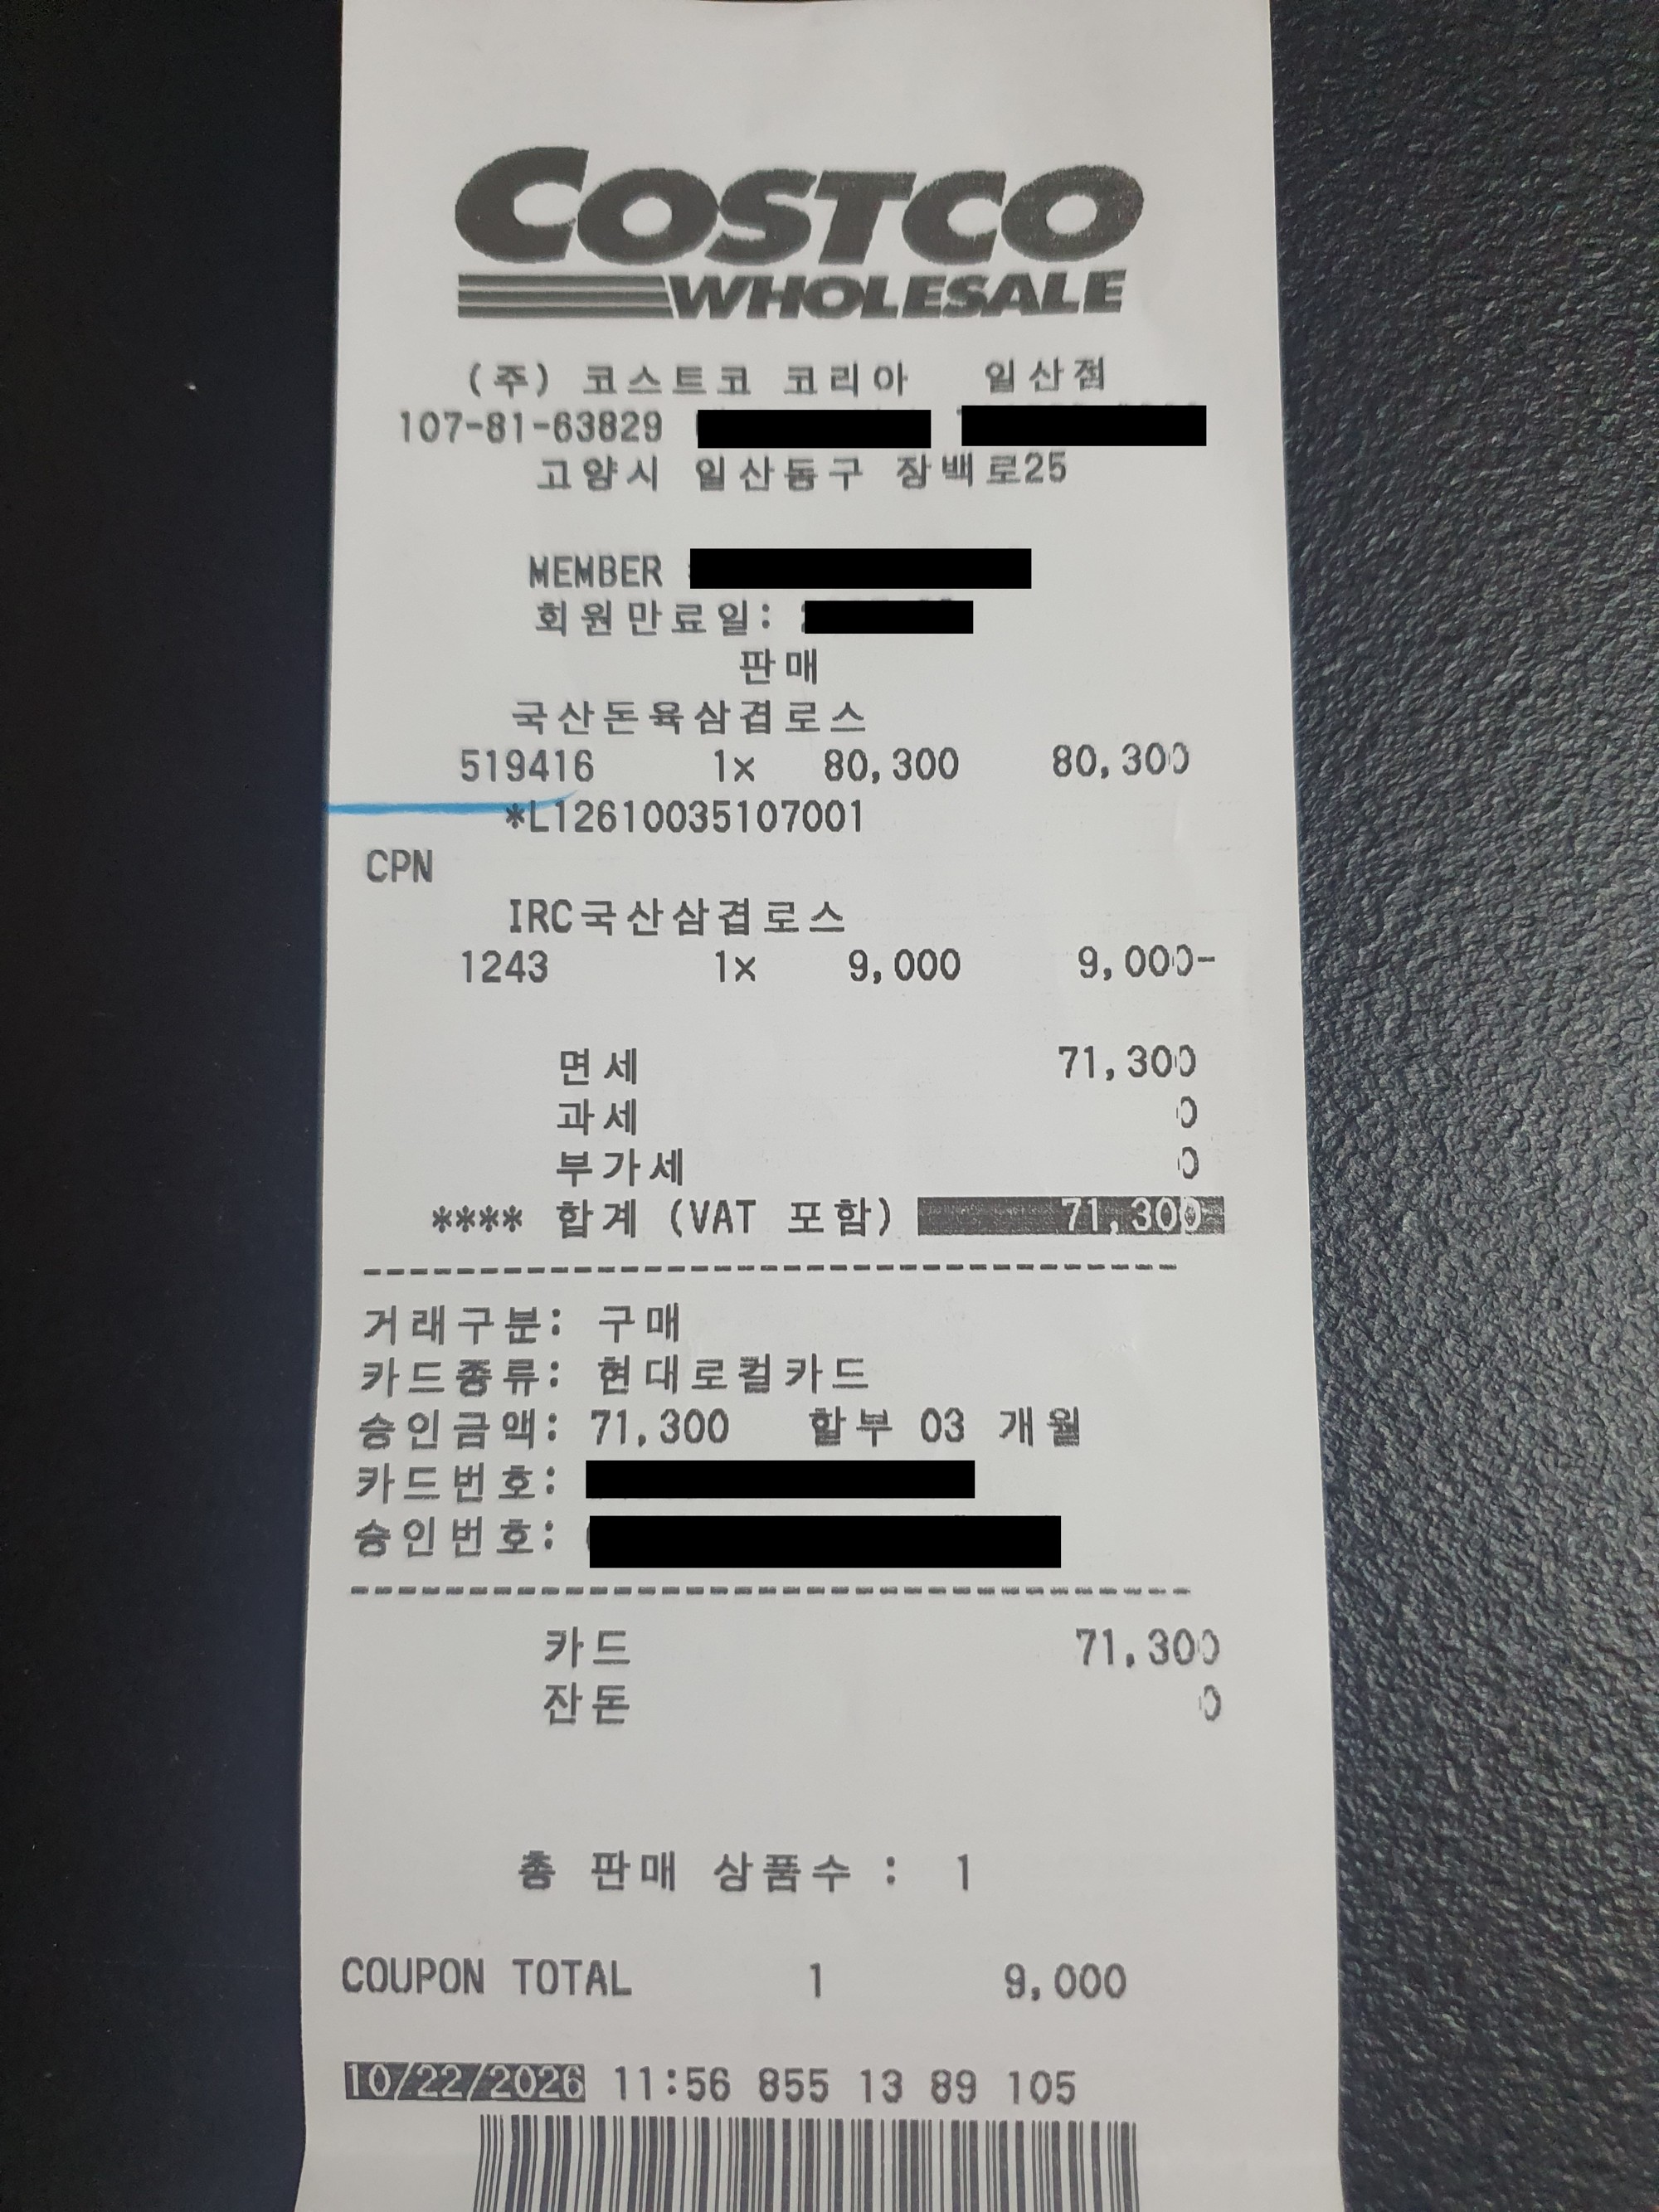 COSTCO
WHOLESALE
(주) 코스트코 코리아 일산점
107-81-63829
고양시 일산동구 장백로25
MEMBER
회원만료일:
판매
국산돈육삼겹로스
519416 1x 80,300 80,300
*L12610035107001
CPN
IRC국산삼겹로스
1243 1x 9,000 9,000-
면세 71,300
과세 0
부가세 0
**** 합계 (VAT 포함) 71,300
거래구분: 구매
카드종류: 현대로컬카드
승인금액: 71,300 할부 03 개월
카드번호:
승인번호:
카드 71,300
잔돈 0
총 판매 상품수 : 1
COUPON TOTAL 1 9,000
10/22/2026 11:56 855 13 89 105